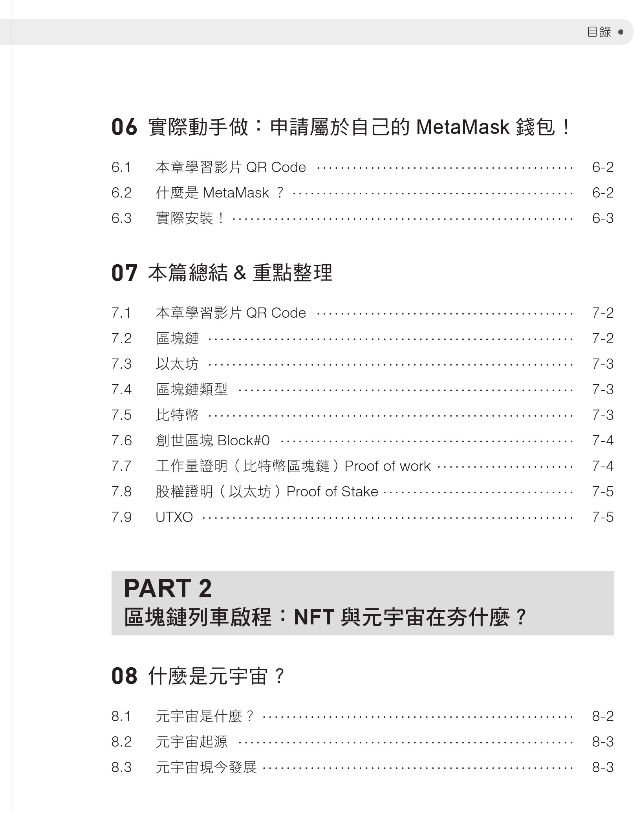 目錄 ●
06 實際動手做：申請屬於自己的 MetaMask 錢包！
6.1 本章學習影片 QR Code ........................................... 6-2
6.2 什麼是 MetaMask ？ ............................................... 6-2
6.3 實際安裝！ ......................................................... 6-3
07 本篇總結 & 重點整理
7.1 本章學習影片 QR Code ........................................... 7-2
7.2 區塊鏈 ............................................................. 7-2
7.3 以太坊 ............................................................. 7-3
7.4 區塊鏈類型 ........................................................ 7-3
7.5 比特幣 ............................................................. 7-3
7.6 創世區塊 Block#0 ................................................. 7-4
7.7 工作量證明（比特幣區塊鏈）Proof of work ....................... 7-4
7.8 股權證明（以太坊）Proof of Stake ................................ 7-5
7.9 UTXO .............................................................. 7-5
PART 2
區塊鏈列車啟程：NFT 與元宇宙在夯什麼？
08 什麼是元宇宙？
8.1 元宇宙是什麼？ .................................................... 8-2
8.2 元宇宙起源 ........................................................ 8-3
8.3 元宇宙現今發展 .................................................... 8-3